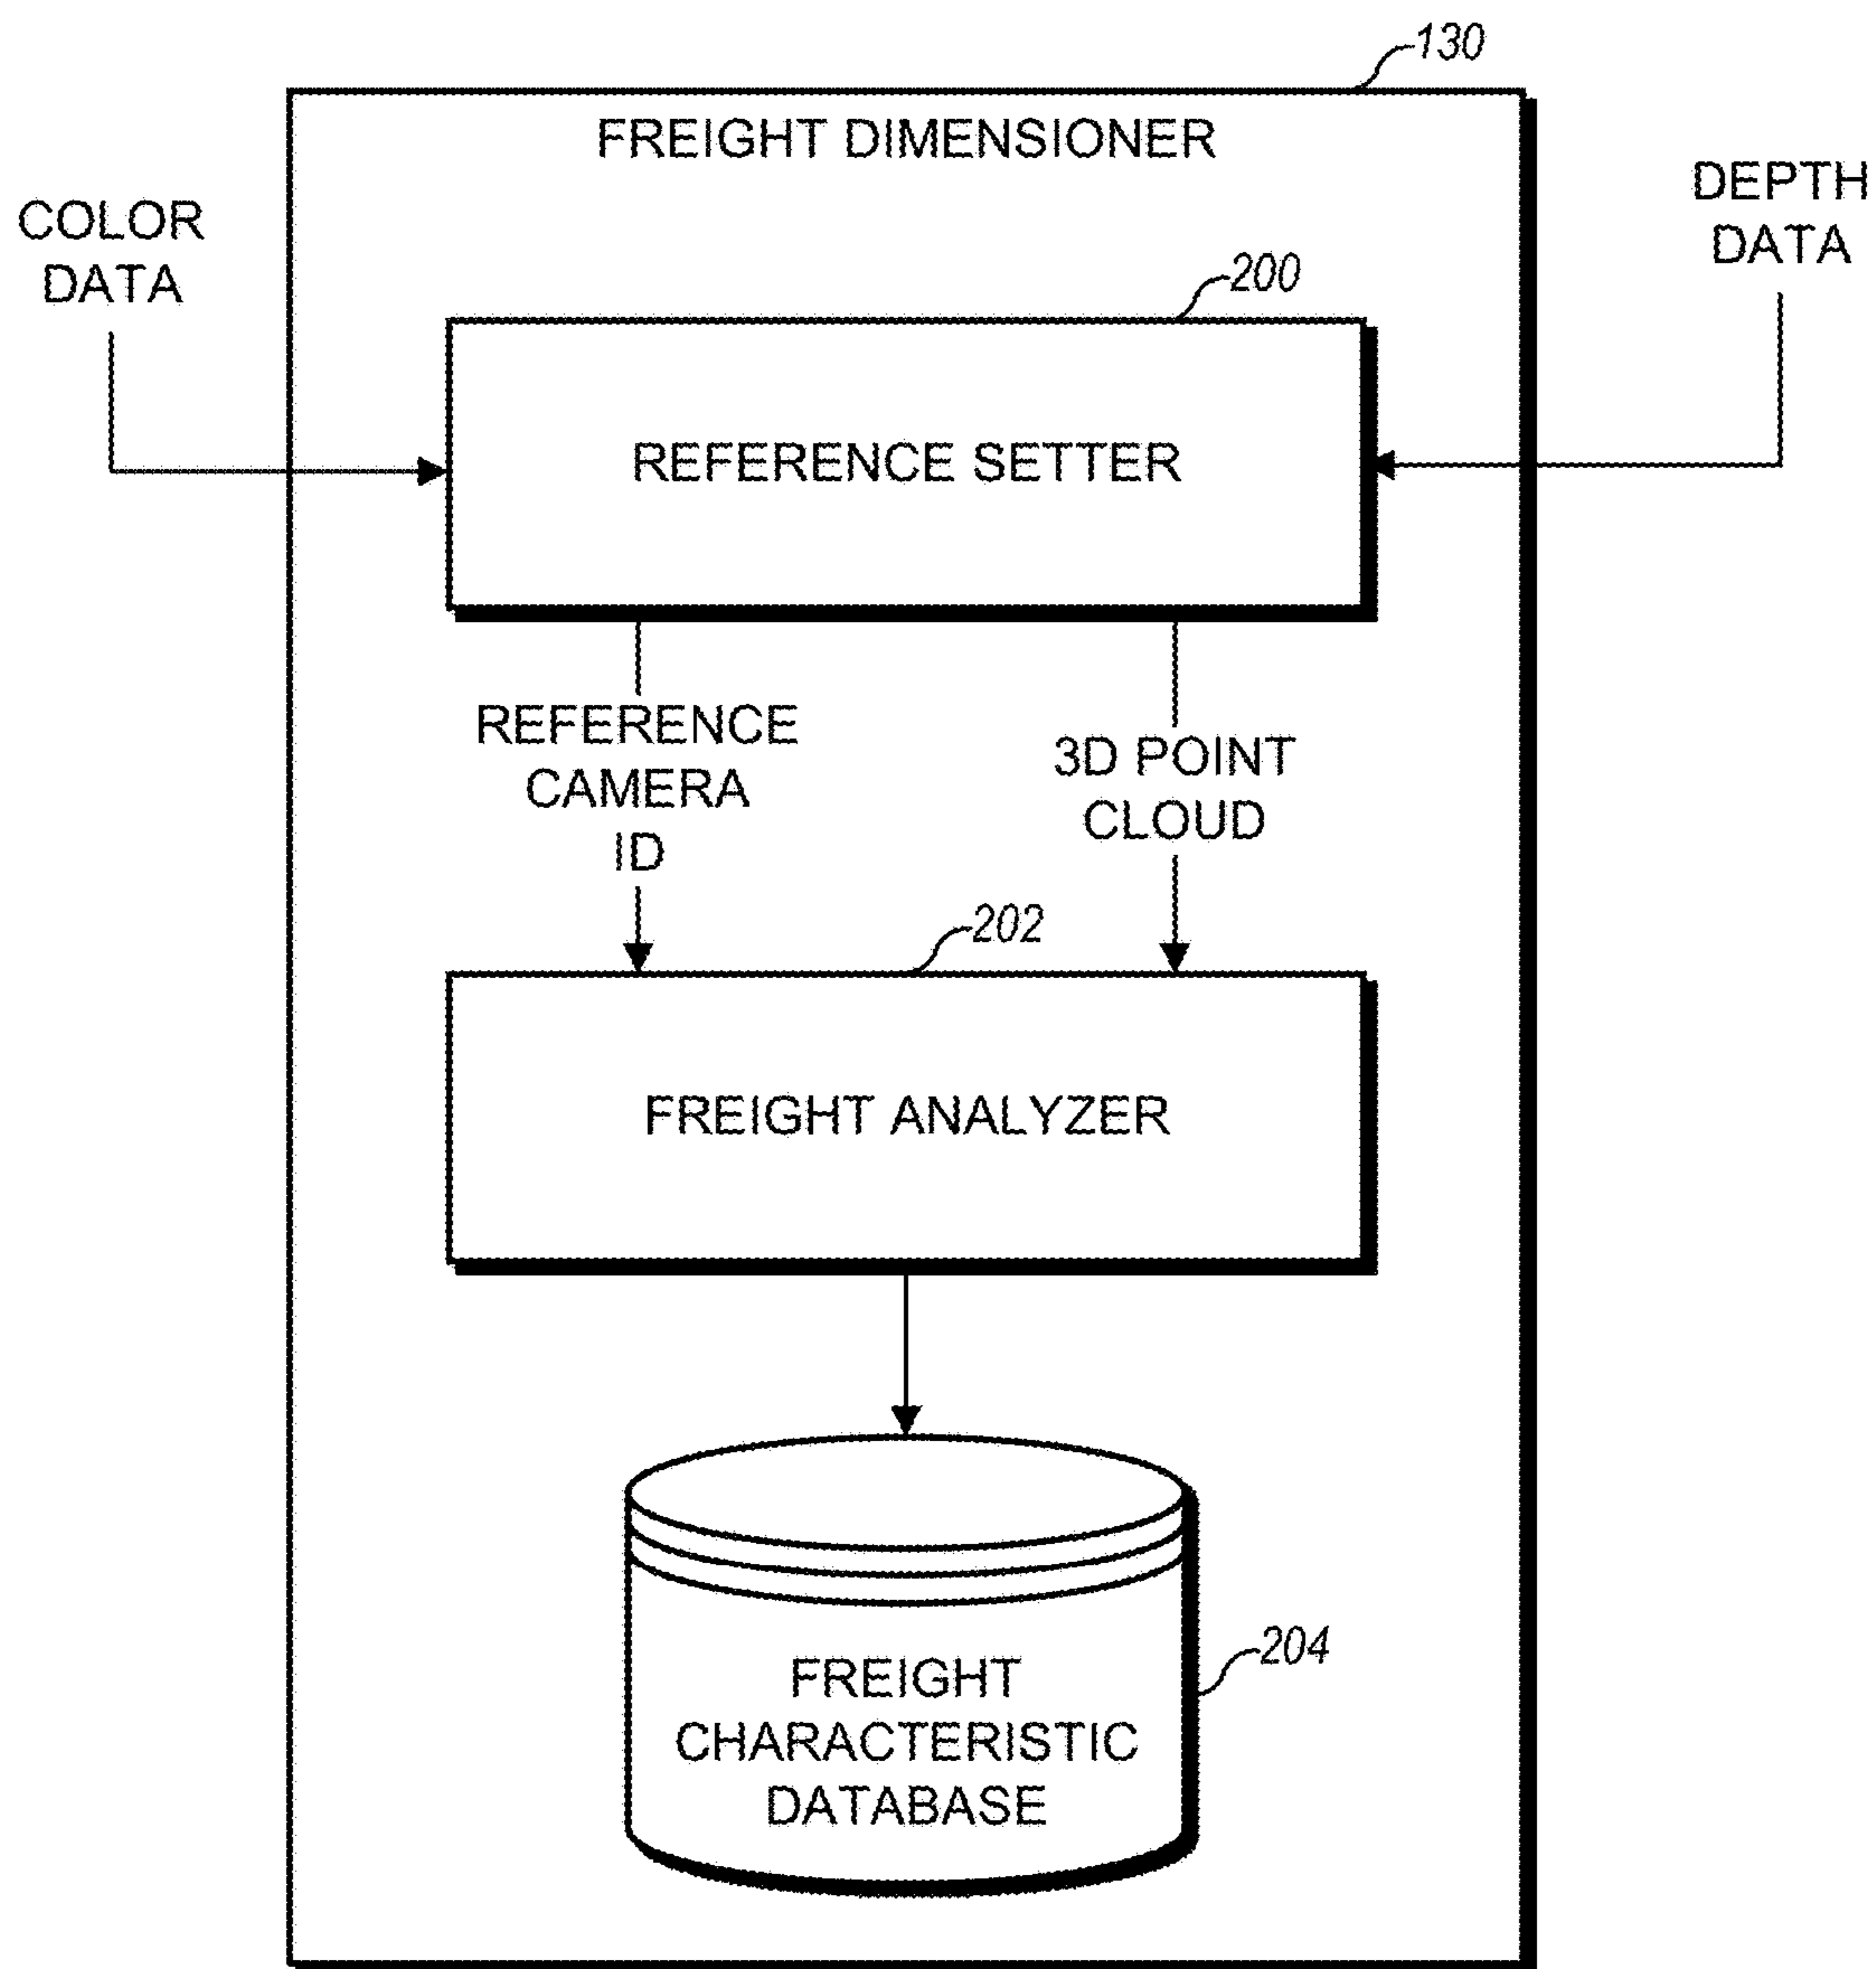 130
FREIGHT DIMENSIONER
COLOR
DATA
DEPTH
DATA
200
REFERENCE SETTER
REFERENCE
CAMERA
ID
3D POINT
CLOUD
202
FREIGHT ANALYZER
204
FREIGHT
CHARACTERISTIC
DATABASE